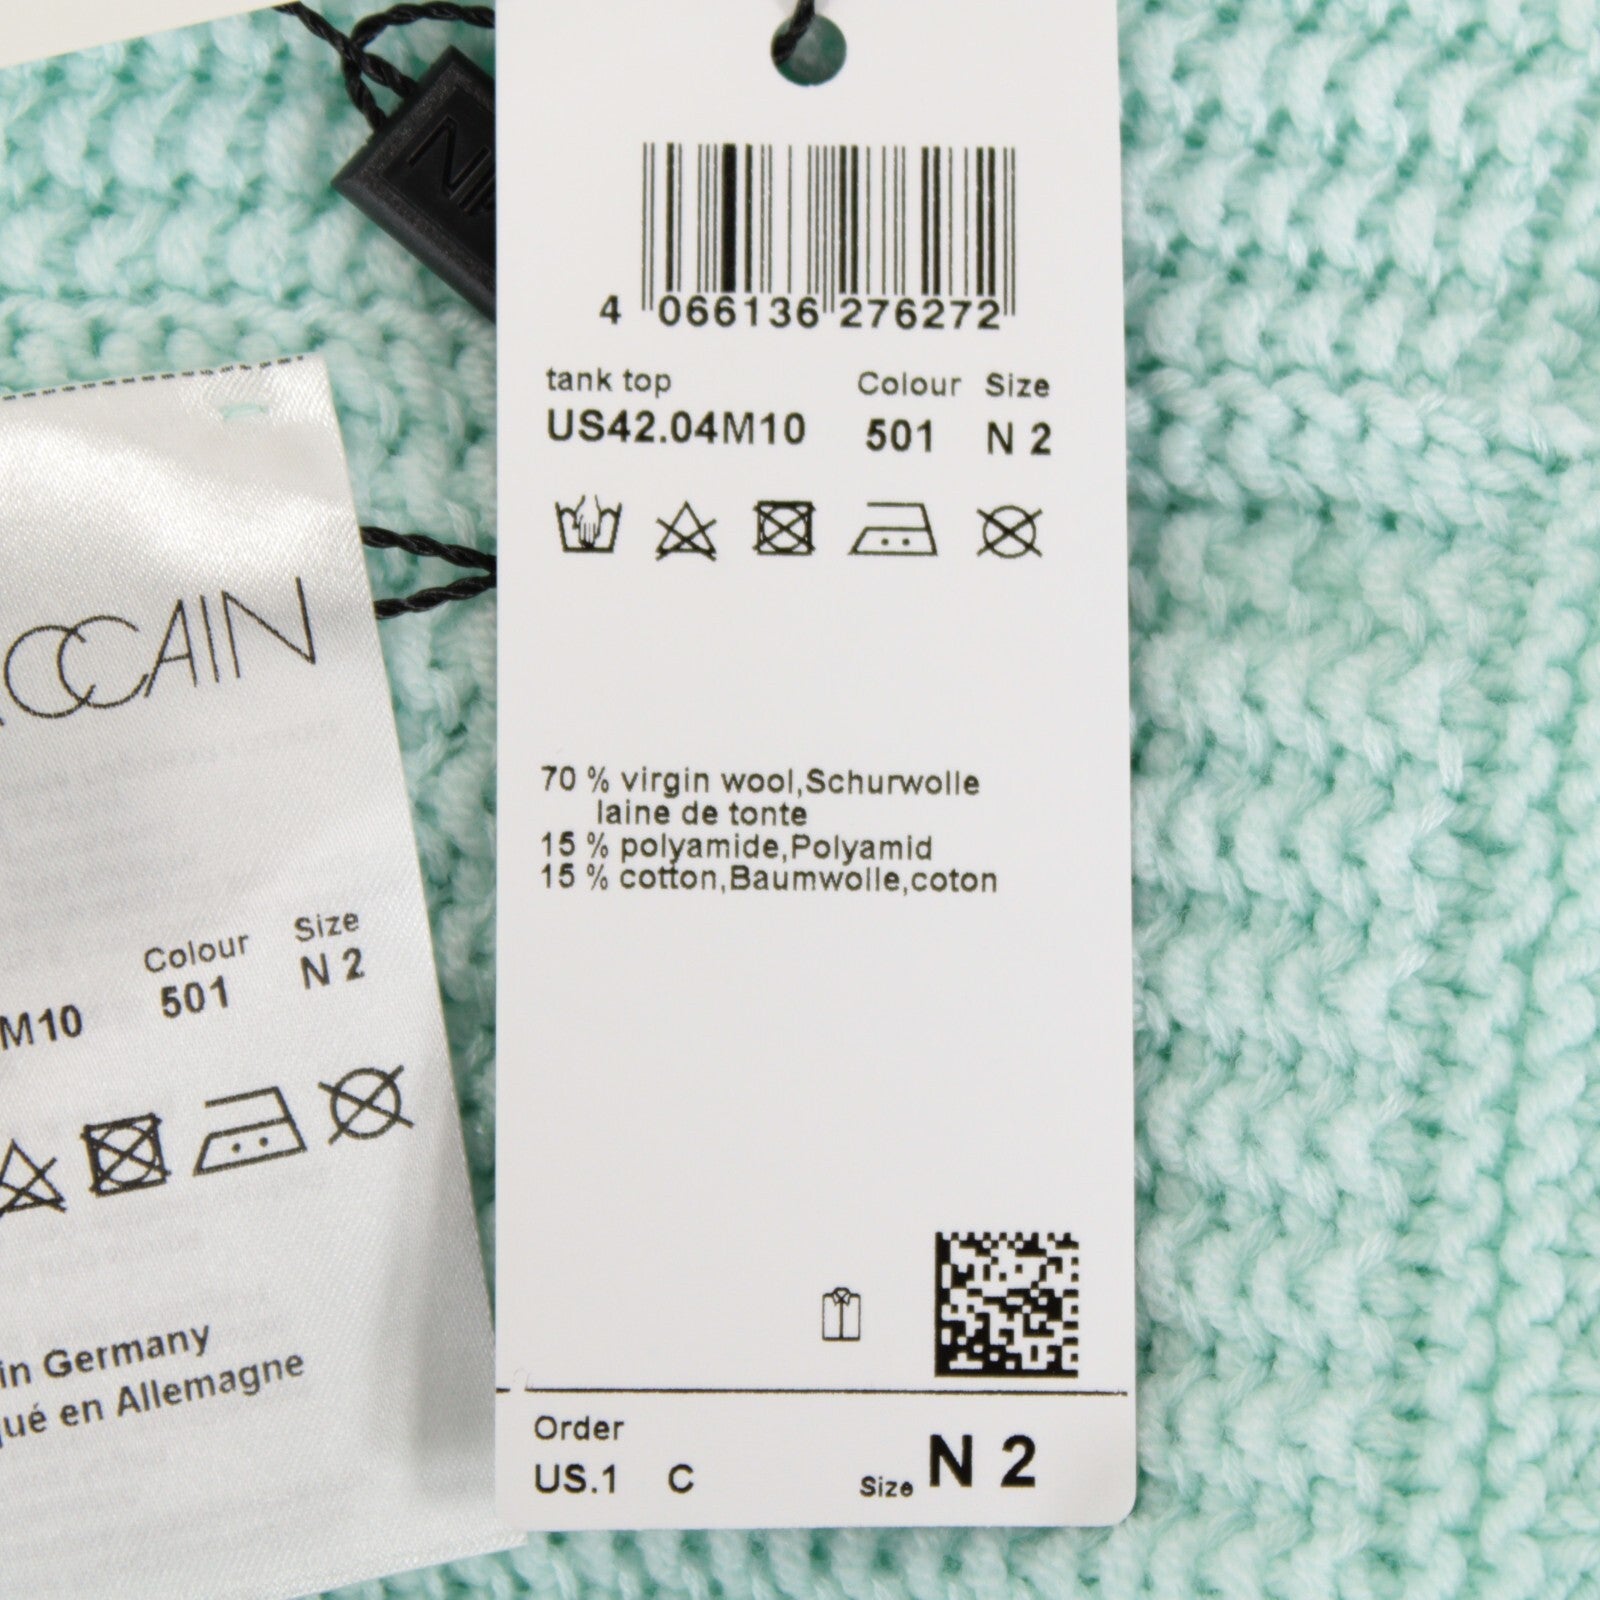 4 066136 276272
tank top Colour Size
US42.04M10 501 N 2
70 % virgin wool,Schurwolle
laine de tonte
15 % polyamide,Polyamid
15 % cotton,Baumwolle,coton
Order
US.1 C Size N 2
CCAIN
Colour Size
M10 501 N 2
in Germany
qué en Allemagne